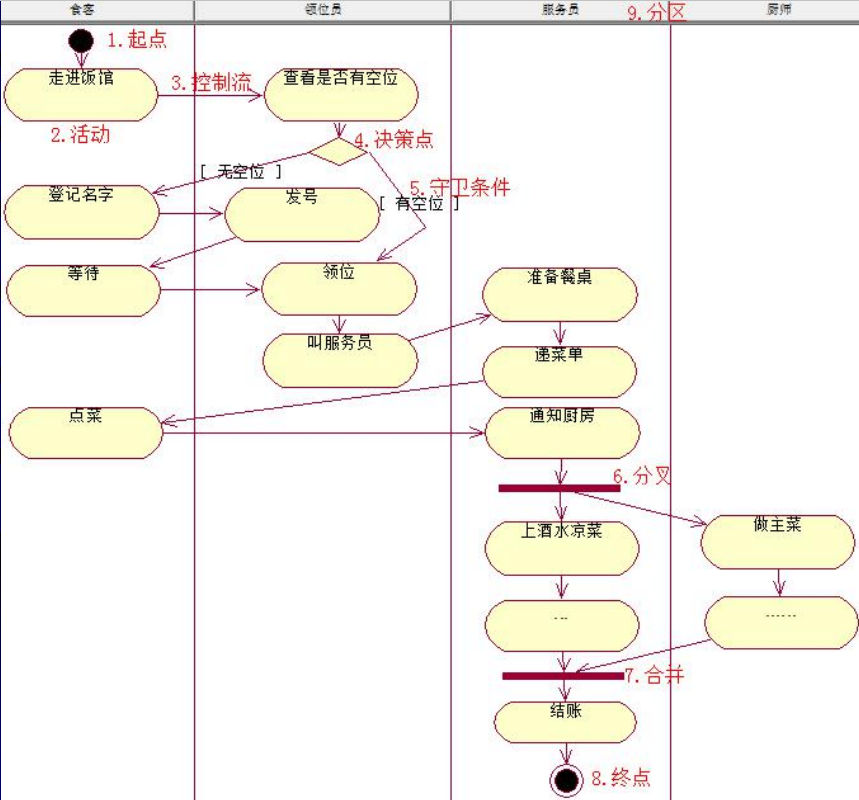 食客
领位员
服务员
9.分区
厨师
1.起点
走进饭馆
3.控制流
查看是否有空位
2.活动
4.决策点
[ 无空位 ]
5.守卫条件
登记名字
发号
[ 有空位 ]
等待
领位
准备餐桌
叫服务员
递菜单
点菜
通知厨房
6.分叉
上酒水凉菜
做主菜
...
......
7.合并
结账
8.终点